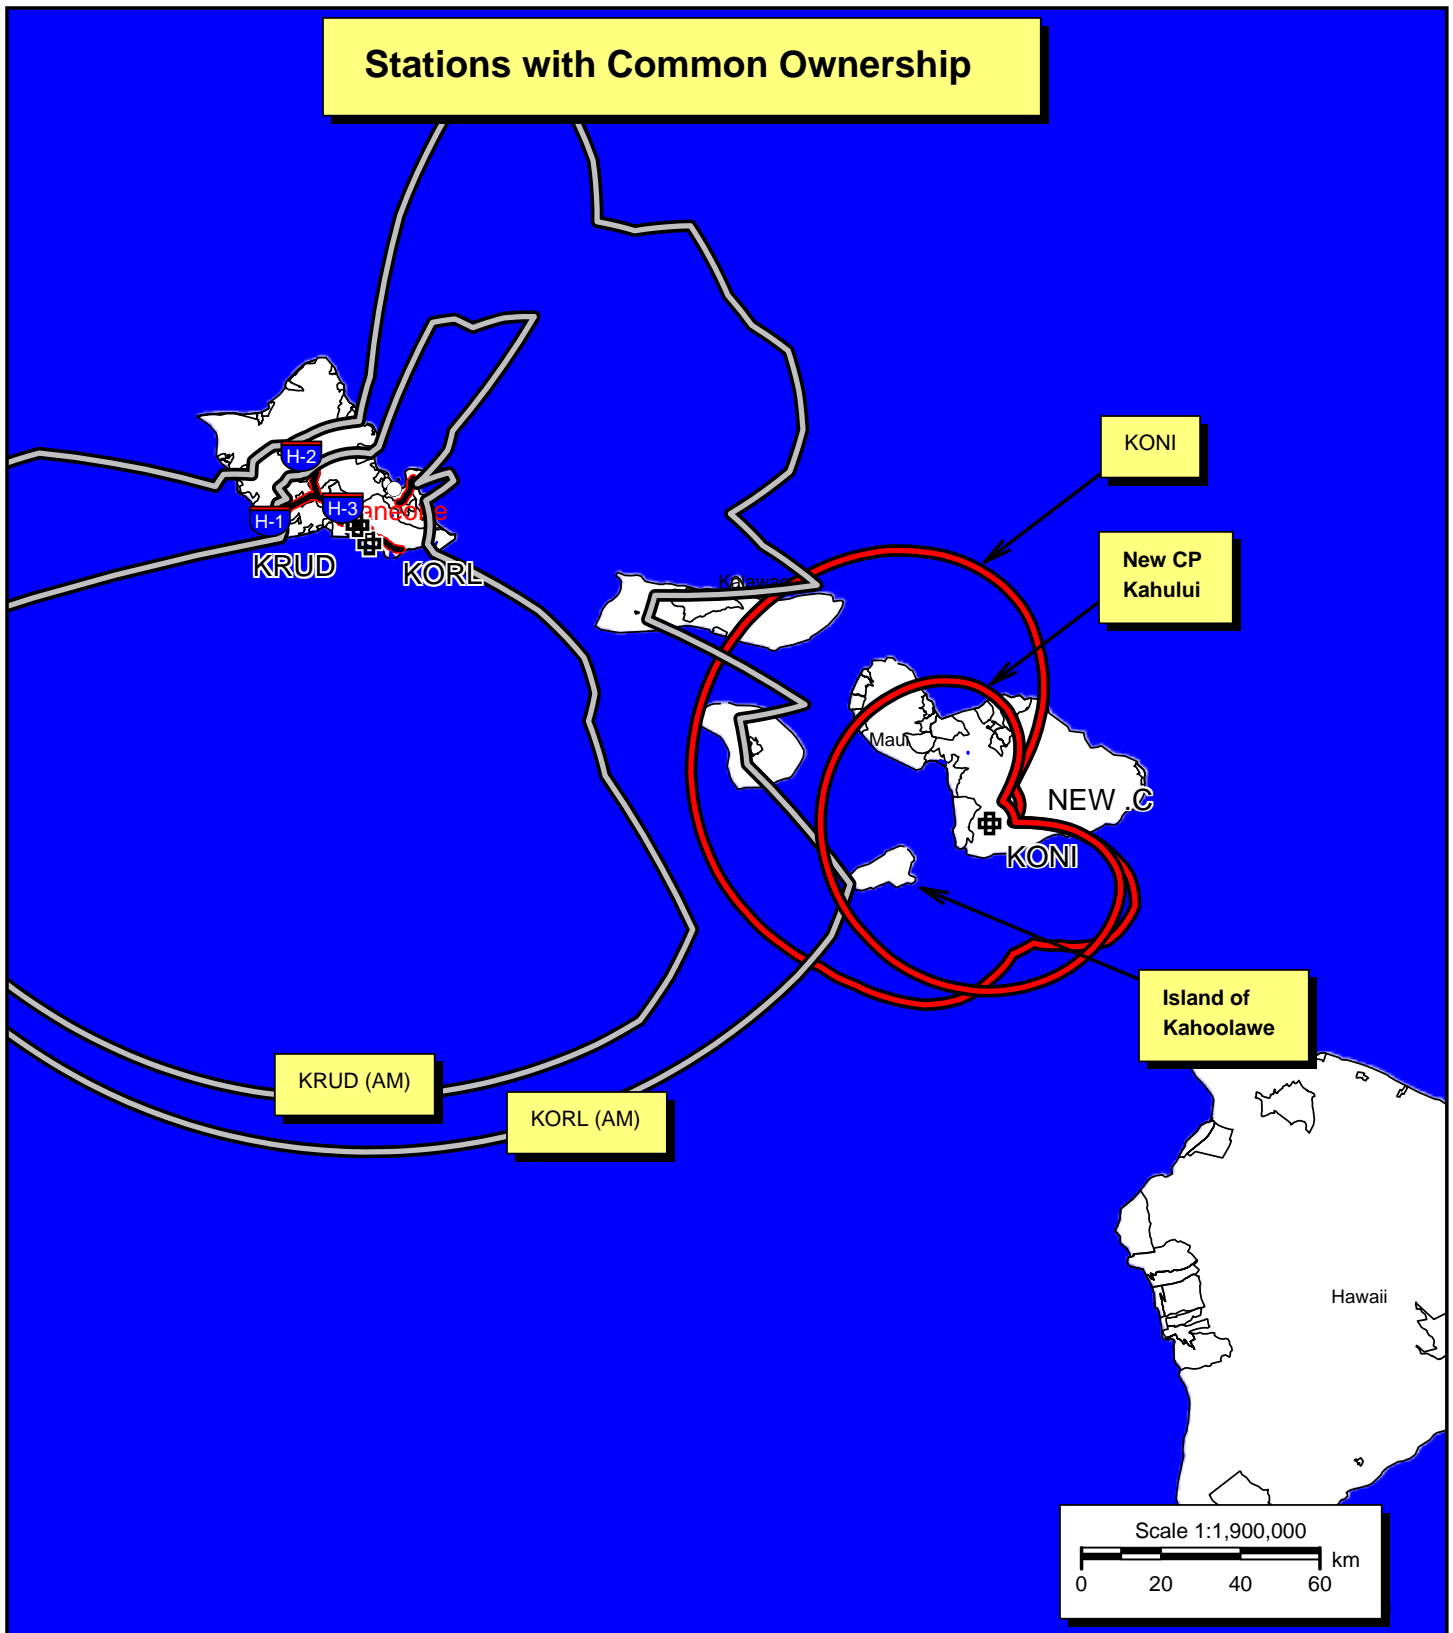 Stations with Common Ownership
KONI
H-2
H-3
H-1
KRUD
KORL
New CP
Kahului
Maui
NEW .C
KONI
Island of
Kahoolawe
KRUD (AM)
KORL (AM)
Hawaii
Scale 1:1,900,000
km
0 20 40 60